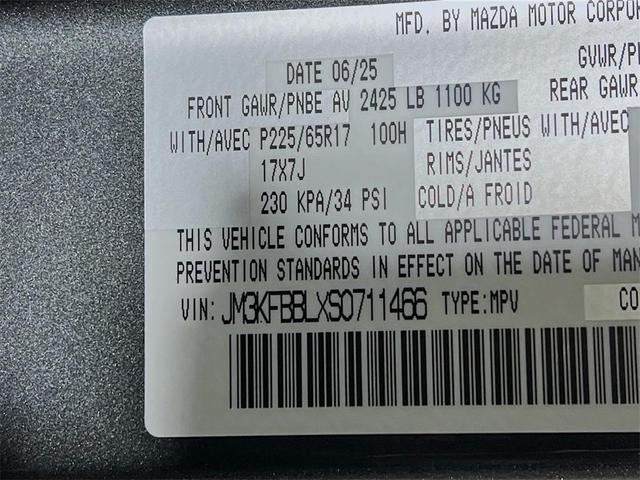 MFD. BY MAZDA MOTOR CORPOR
DATE 06/25 GVWR/PN
FRONT GAWR/PNBE AV 2425 LB 1100 KG REAR GAWR
WITH/AVEC P225/65R17 100H TIRES/PNEUS WITH/AVEC
17X7J RIMS/JANTES
230 KPA/34 PSI COLD/A FROID
THIS VEHICLE CONFORMS TO ALL APPLICABLE FEDERAL M
PREVENTION STANDARDS IN EFFECT ON THE DATE OF MAN
VIN: JM3KFBBLXS0711466 TYPE:MPV CO